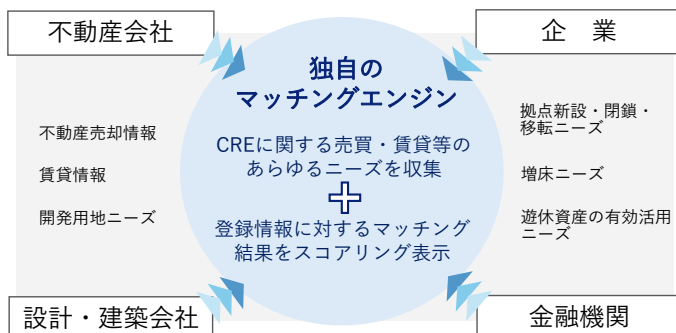 不動産会社
企　業
独自の
マッチングエンジン
CREに関する売買・賃貸等の
あらゆるニーズを収集
+
登録情報に対するマッチング
結果をスコアリング表示
不動産売却情報
賃貸情報
開発用地ニーズ
拠点新設・閉鎖・
移転ニーズ
増床ニーズ
遊休資産の有効活用
ニーズ
設計・建築会社
金融機関